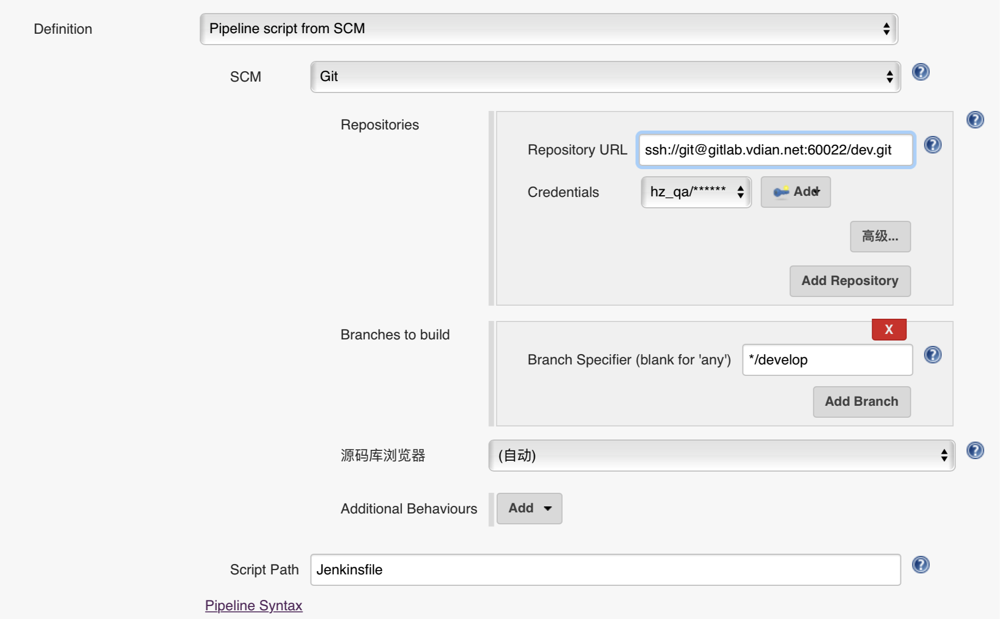 Definition
Pipeline script from SCM
SCM
Git
Repositories
Repository URL
ssh://git@gitlab.vdian.net:60022/dev.git
Credentials
hz_qa/******
Add
高级...
Add Repository
Branches to build
X
Branch Specifier (blank for 'any')
*/develop
Add Branch
源码库浏览器
(自动)
Additional Behaviours
Add
Script Path
Jenkinsfile
Pipeline Syntax